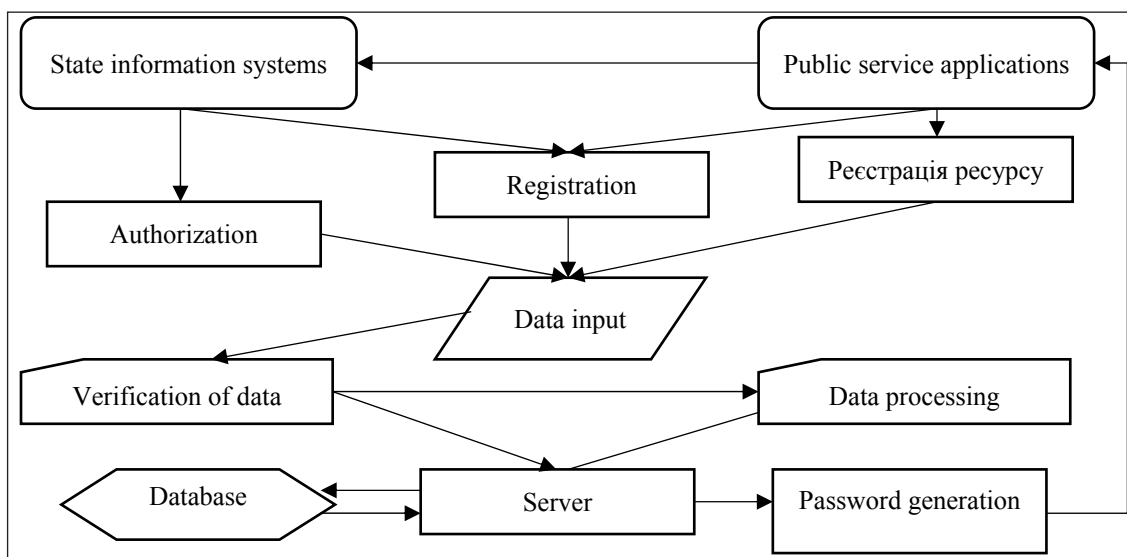 State information systems
Public service applications
Registration
Реєстрація ресурсу
Authorization
Data input
Verification of data
Data processing
Database
Server
Password generation